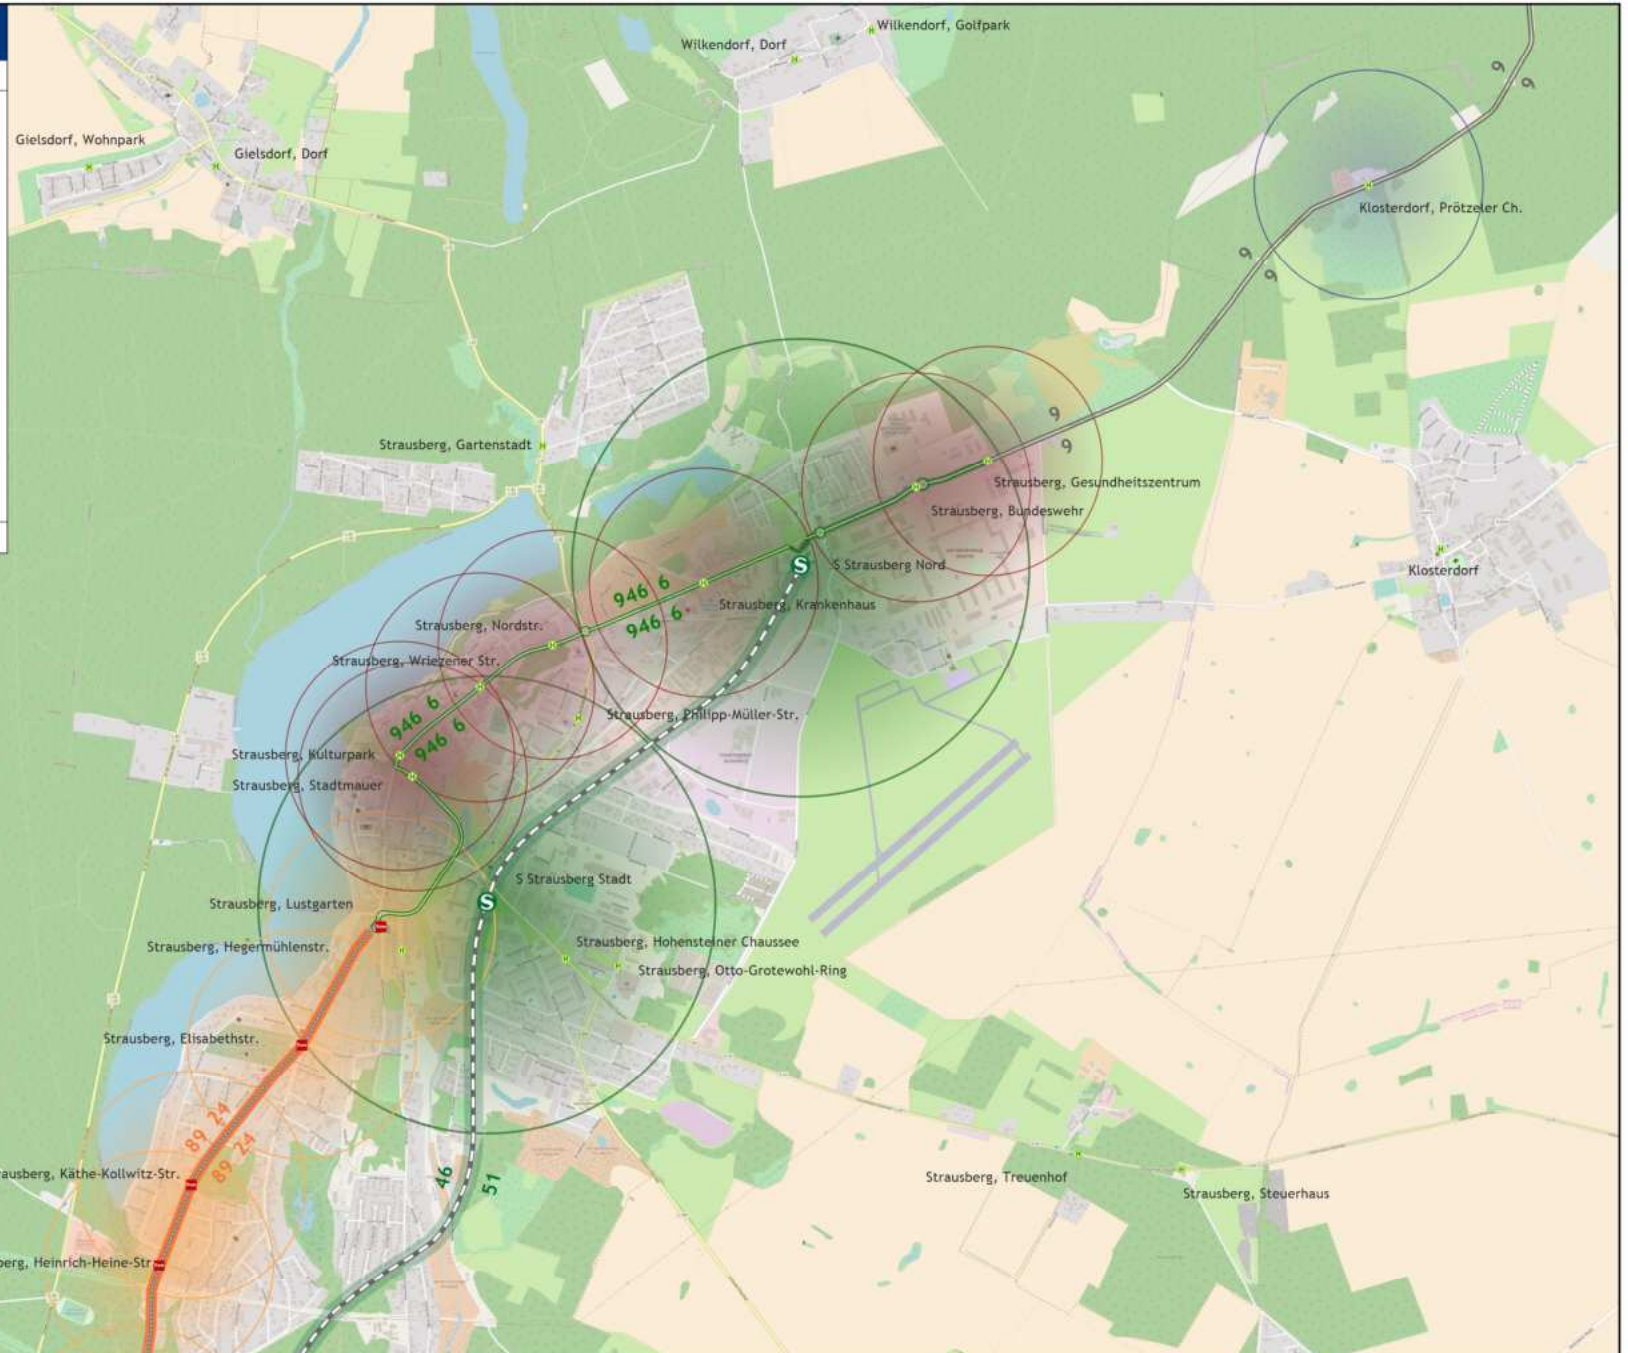 Wilkendorf, Golfpark
Wilkendorf, Dorf
9
9
Gielsdorf, Wohnpark
Gielsdorf, Dorf
Klosterdorf, Prötzeler Ch.
9
9
9
9
Strausberg, Gartenstadt
Strausberg, Gesundheitszentrum
Strausberg, Bundeswehr
S
S Strausberg Nord
Klosterdorf
946 6
946 6
Strausberg, Krankenhaus
Strausberg, Nordstr.
Strausberg, Wriezener Str.
946 6
946 6
Strausberg, Philipp-Müller-Str.
Strausberg, Kulturpark
Strausberg, Stadtmauer
S Strausberg Stadt
S
Strausberg, Lustgarten
Strausberg, Hegermühlenstr.
Strausberg, Hohensteiner Chaussee
Strausberg, Otto-Grotewohl-Ring
Strausberg, Elisabethstr.
89 24
89 24
ausberg, Käthe-Kollwitz-Str.
46
51
Strausberg, Treuenhof
Strausberg, Steuerhaus
berg, Heinrich-Heine-Str